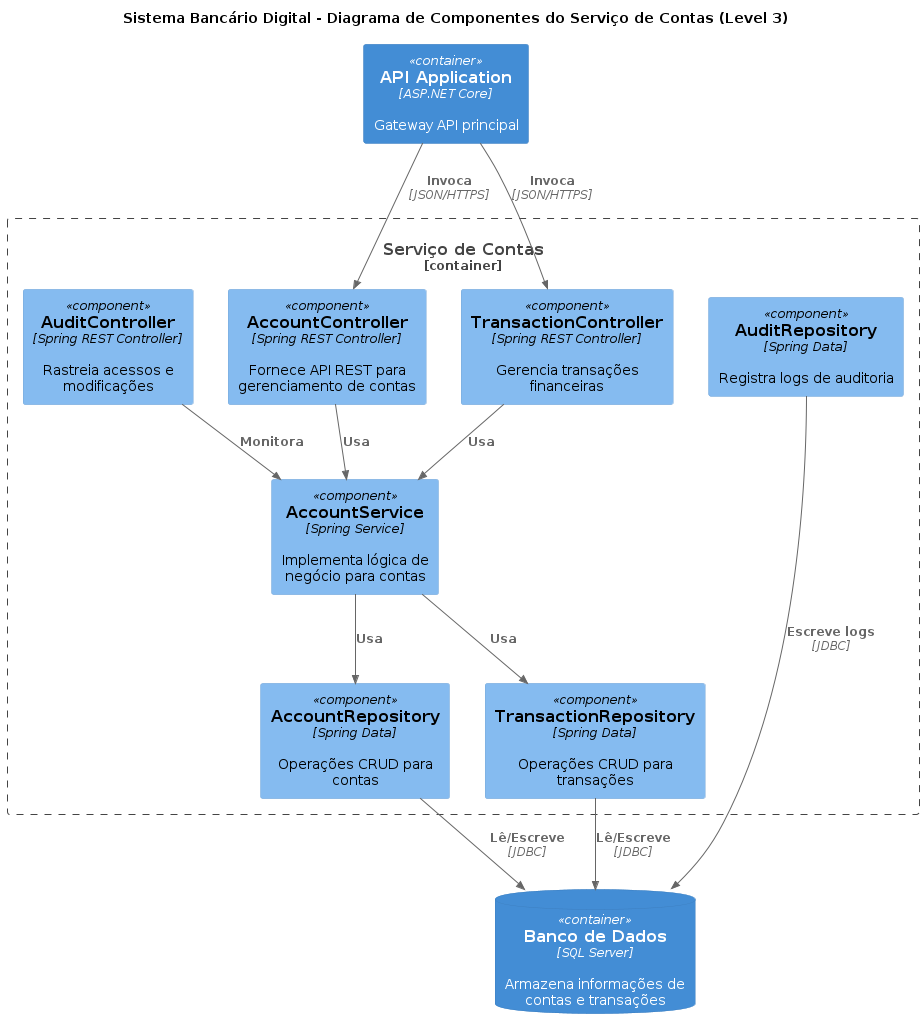 Sistema Bancário Digital - Diagrama de Componentes do Serviço de Contas (Level 3)
«container»
API Application
[ASP.NET Core]
Gateway API principal
Invoca
[JSON/HTTPS]
Invoca
[JSON/HTTPS]
Serviço de Contas
[container]
«component»
AuditController
[Spring REST Controller]
Rastreia acessos e
modificações
«component»
AccountController
[Spring REST Controller]
Fornece API REST para
gerenciamento de contas
«component»
TransactionController
[Spring REST Controller]
Gerencia transações
financeiras
«component»
AuditRepository
[Spring Data]
Registra logs de auditoria
Monitora
Usa
Usa
«component»
AccountService
[Spring Service]
Implementa lógica de
negócio para contas
Usa
Usa
Escreve logs
[JDBC]
«component»
AccountRepository
[Spring Data]
Operações CRUD para
contas
«component»
TransactionRepository
[Spring Data]
Operações CRUD para
transações
Lê/Escreve
[JDBC]
Lê/Escreve
[JDBC]
«container»
Banco de Dados
[SQL Server]
Armazena informações de
contas e transações